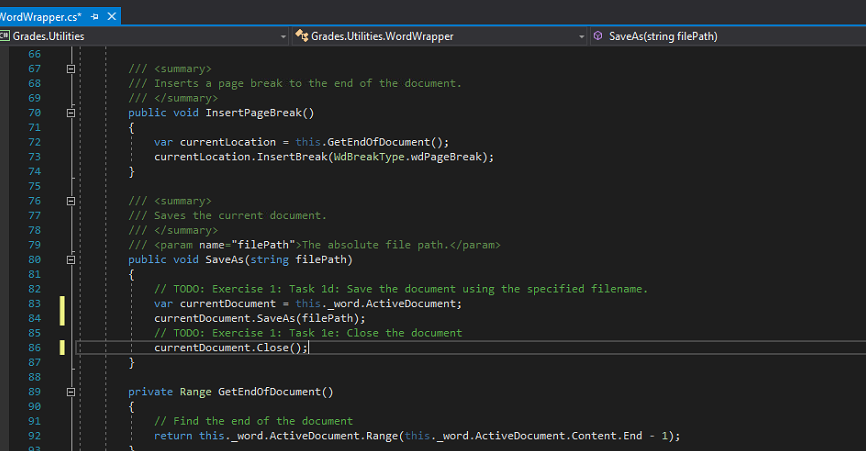 WordWrapper.cs*
C# Grades.Utilities Grades.Utilities.WordWrapper SaveAs(string filePath)
66
67 /// <summary>
68 /// Inserts a page break to the end of the document.
69 /// </summary>
70 public void InsertPageBreak()
71 {
72 var currentLocation = this.GetEndOfDocument();
73 currentLocation.InsertBreak(WdBreakType.wdPageBreak);
74 }
75
76 /// <summary>
77 /// Saves the current document.
78 /// </summary>
79 /// <param name="filePath">The absolute file path.</param>
80 public void SaveAs(string filePath)
81 {
82 // TODO: Exercise 1: Task 1d: Save the document using the specified filename.
83 var currentDocument = this._word.ActiveDocument;
84 currentDocument.SaveAs(filePath);
85 // TODO: Exercise 1: Task 1e: Close the document
86 currentDocument.Close();
87 }
88
89 private Range GetEndOfDocument()
90 {
91 // Find the end of the document
92 return this._word.ActiveDocument.Range(this._word.ActiveDocument.Content.End - 1);
93 }